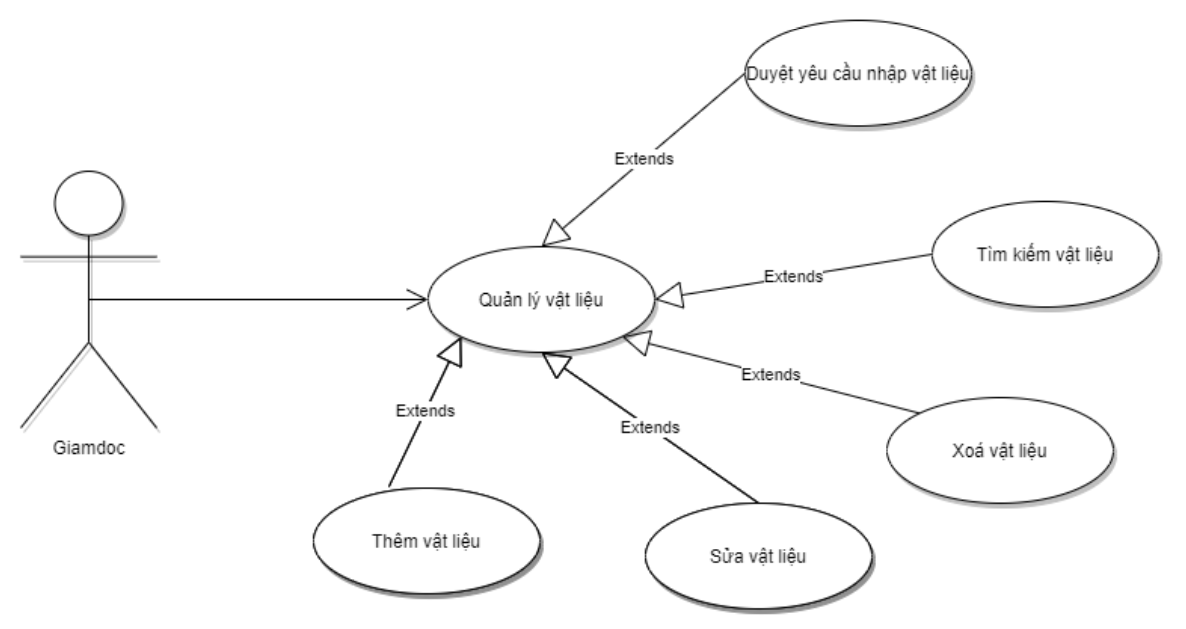 Duyệt yêu cầu nhập vật liệu
Extends
Tìm kiếm vật liệu
Extends
Quản lý vật liệu
Extends
Extends
Extends
Giamdoc
Xoá vật liệu
Thêm vật liệu
Sửa vật liệu